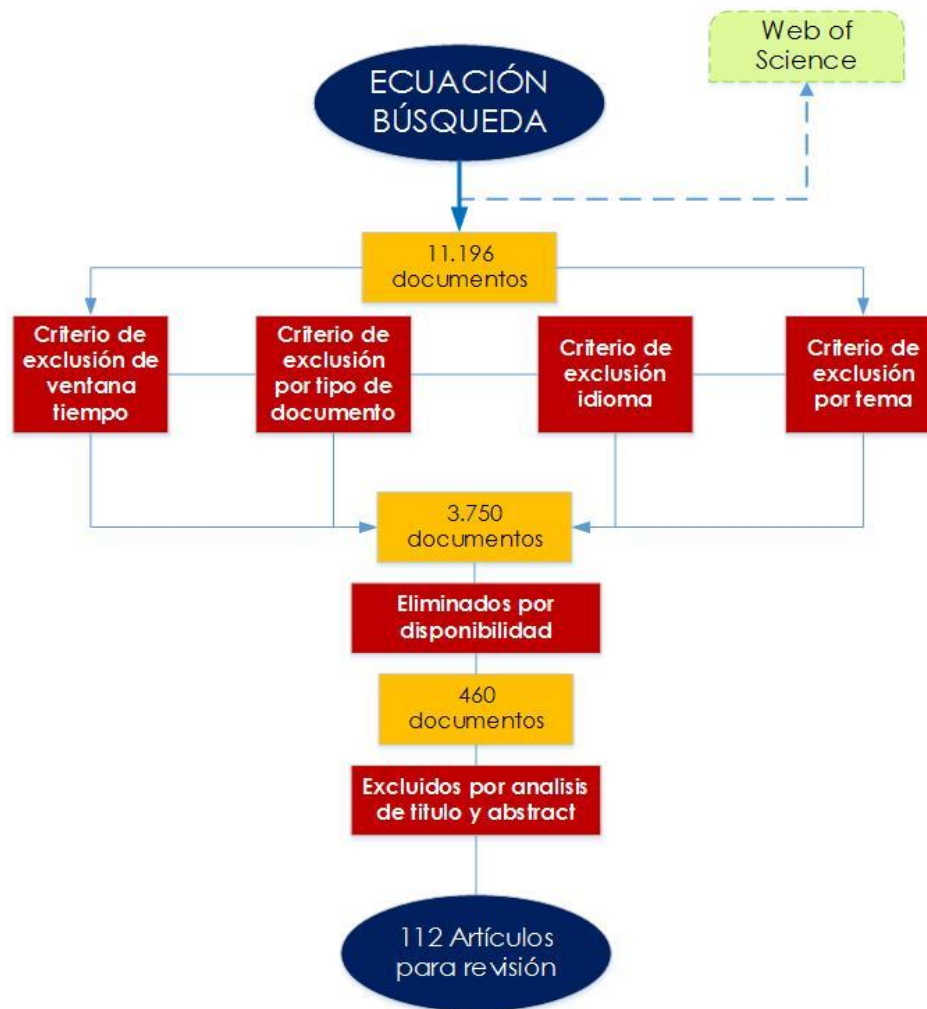 Web of
Science
ECUACIÓN
BÚSQUEDA
11.196
documentos
Criterio de
exclusión de
ventana
tiempo
Criterio de
exclusión
por tipo de
documento
Criterio de
exclusión
idioma
Criterio de
exclusión
por tema
3.750
documentos
Eliminados por
disponibilidad
460
documentos
Excluidos por analisis
de titulo y abstract
112 Artículos
para revisión